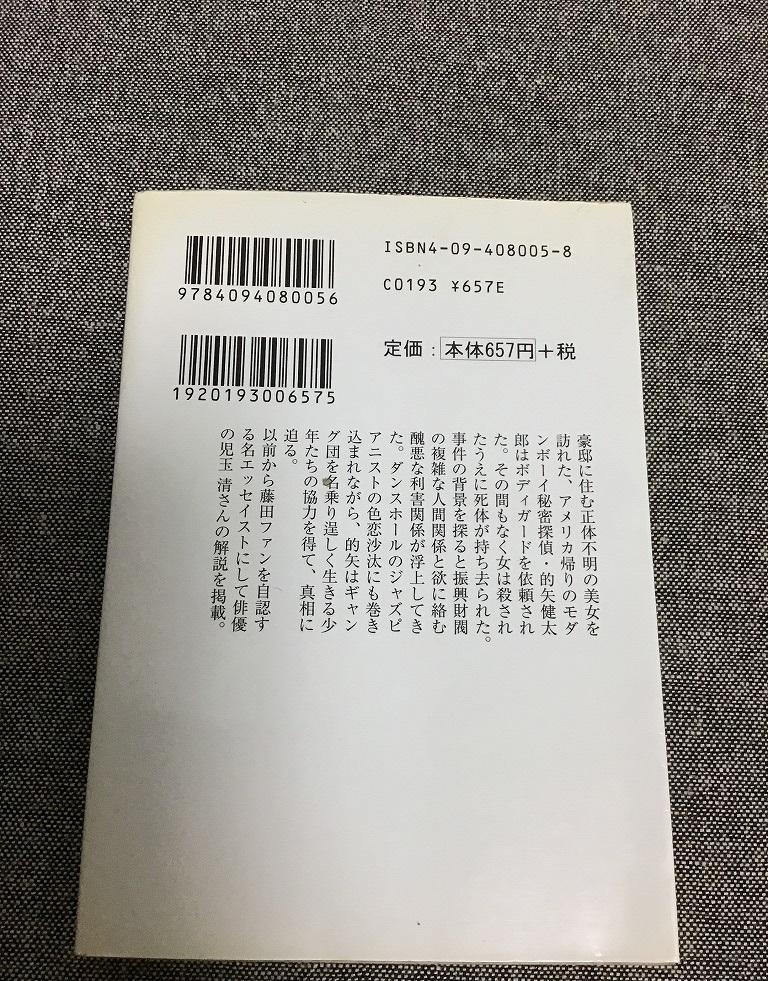 9784094080056
ISBN4-09-408005-8
C0193 ¥657E
1920193006575
定価：本体657円＋税
豪邸に住む正体不明の美女を
訪れた、アメリカ帰りのモダ
ンボーイ秘密探偵・的矢健太
郎はボディガードを依頼され
た。その間もなく女は殺され
たうえに死体が持ち去られた。
事件の背景を探ると振興財閥
の複雑な人間関係と欲に絡む
醜悪な利害関係が浮上してき
た。ダンスホールのジャズピ
アニストの色恋沙汰にも巻き
込まれながら、的矢はギャン
グ団を名乗り逞しく生きる少
年たちの協力を得て、真相に
迫る。
以前から藤田ファンを自認す
る名エッセイストにして俳優
の児玉 清さんの解説を掲載。